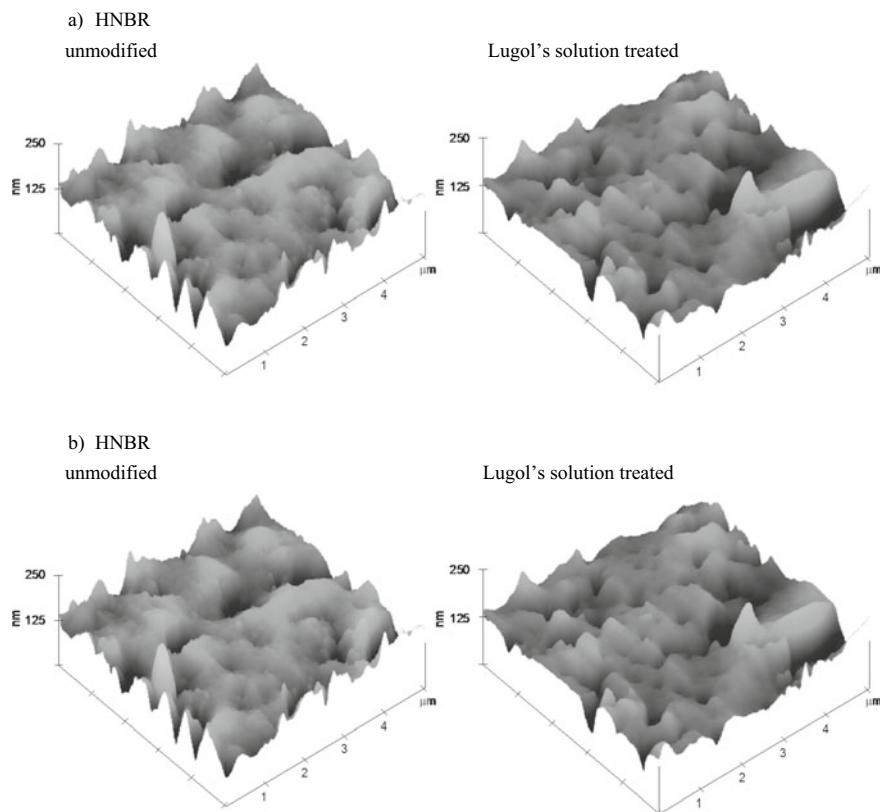 a) HNBR
unmodified Lugol's solution treated
250
125
nm
1 2 3 4 μm
250
125
nm
1 2 3 4 μm
b) HNBR
unmodified Lugol's solution treated
250
125
nm
1 2 3 4 μm
250
125
nm
1 2 3 4 μm